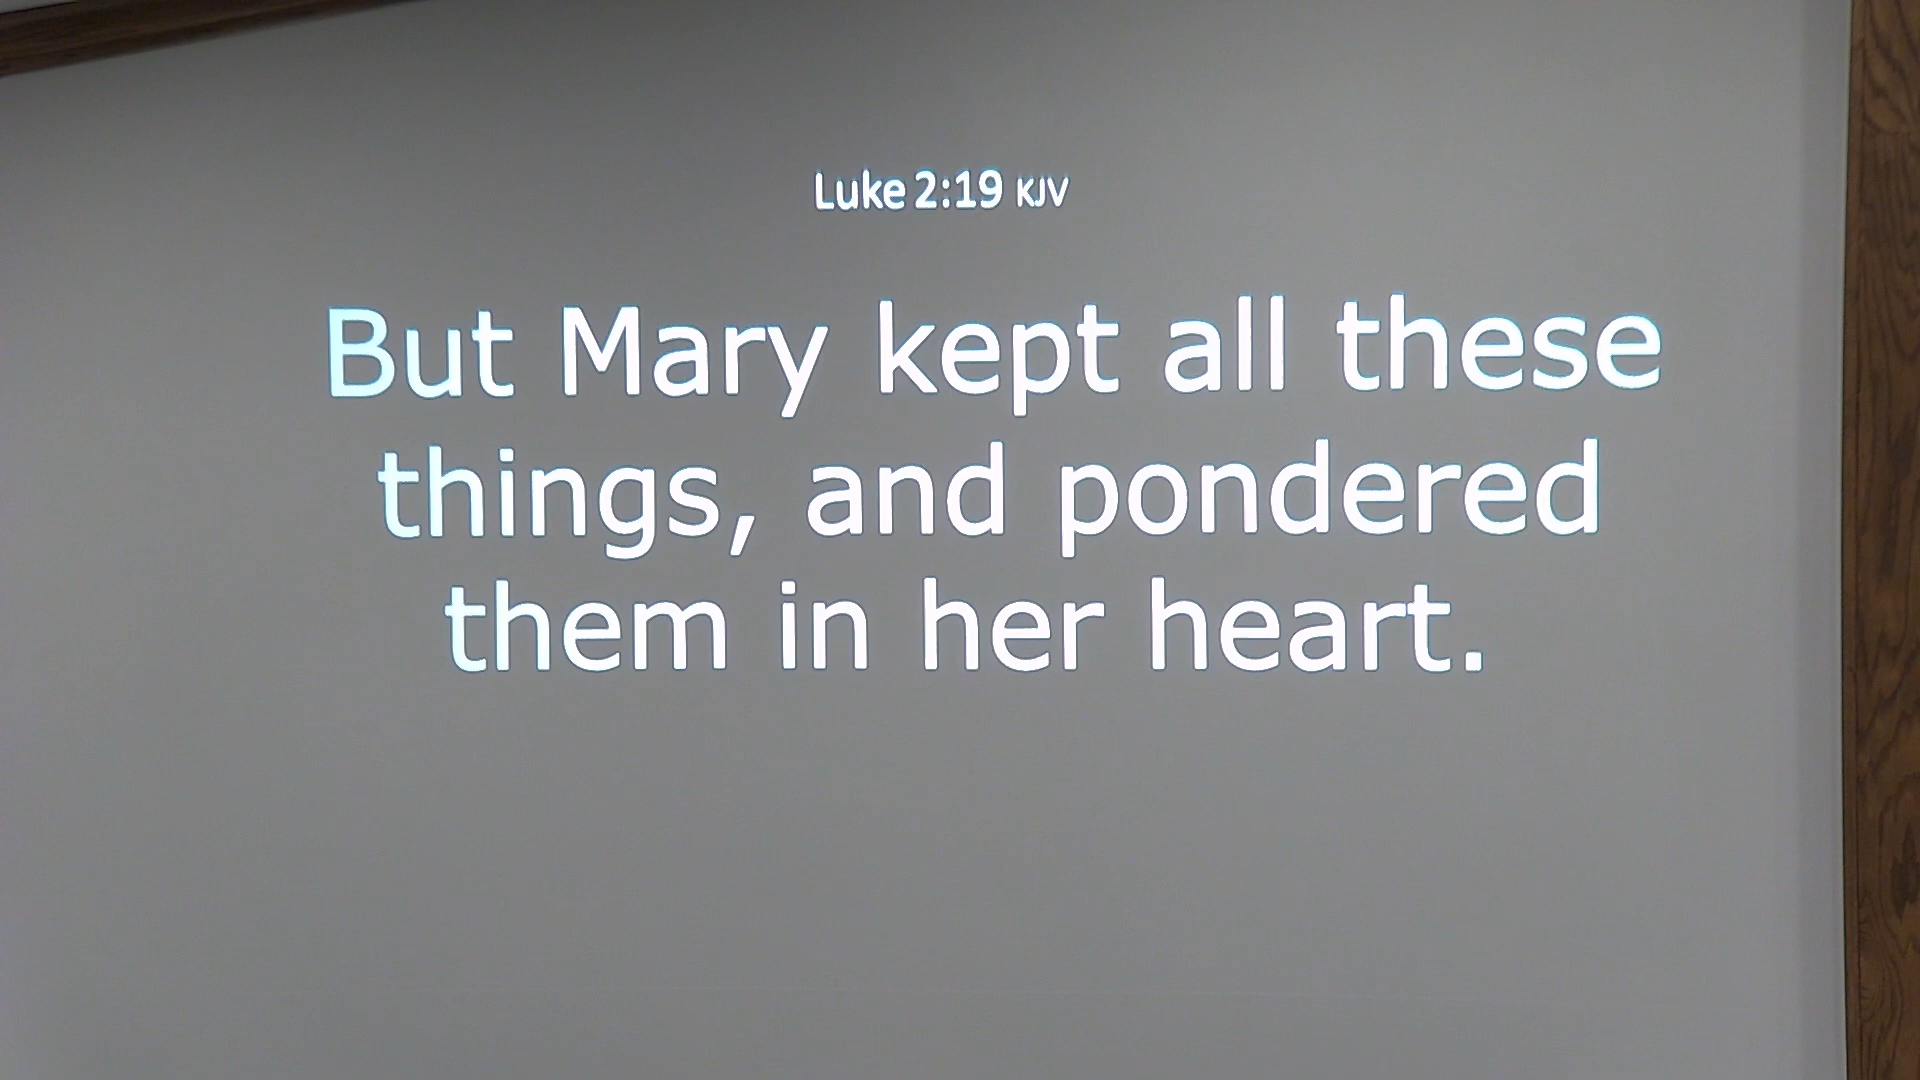 Luke 2:19 KJV
But Mary kept all these
things, and pondered
them in her heart.